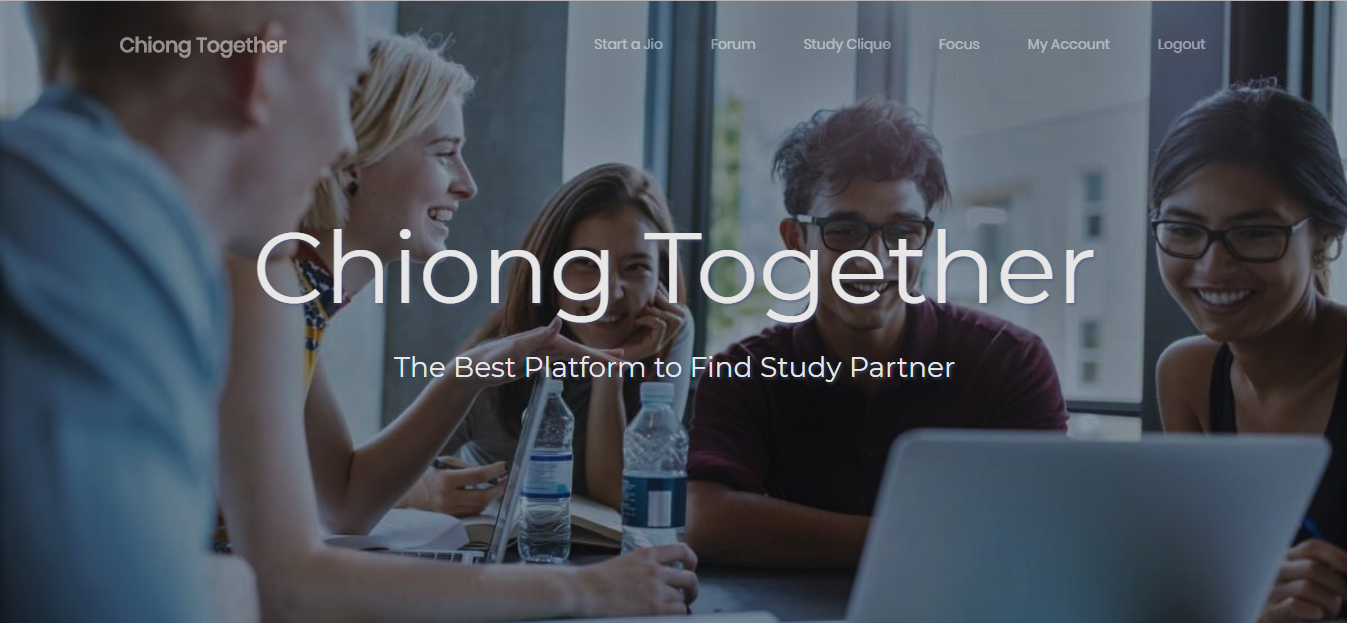 Chiong Together
Start a Jio
Forum
Study Clique
Focus
My Account
Logout
Chiong Together
The Best Platform to Find Study Partner